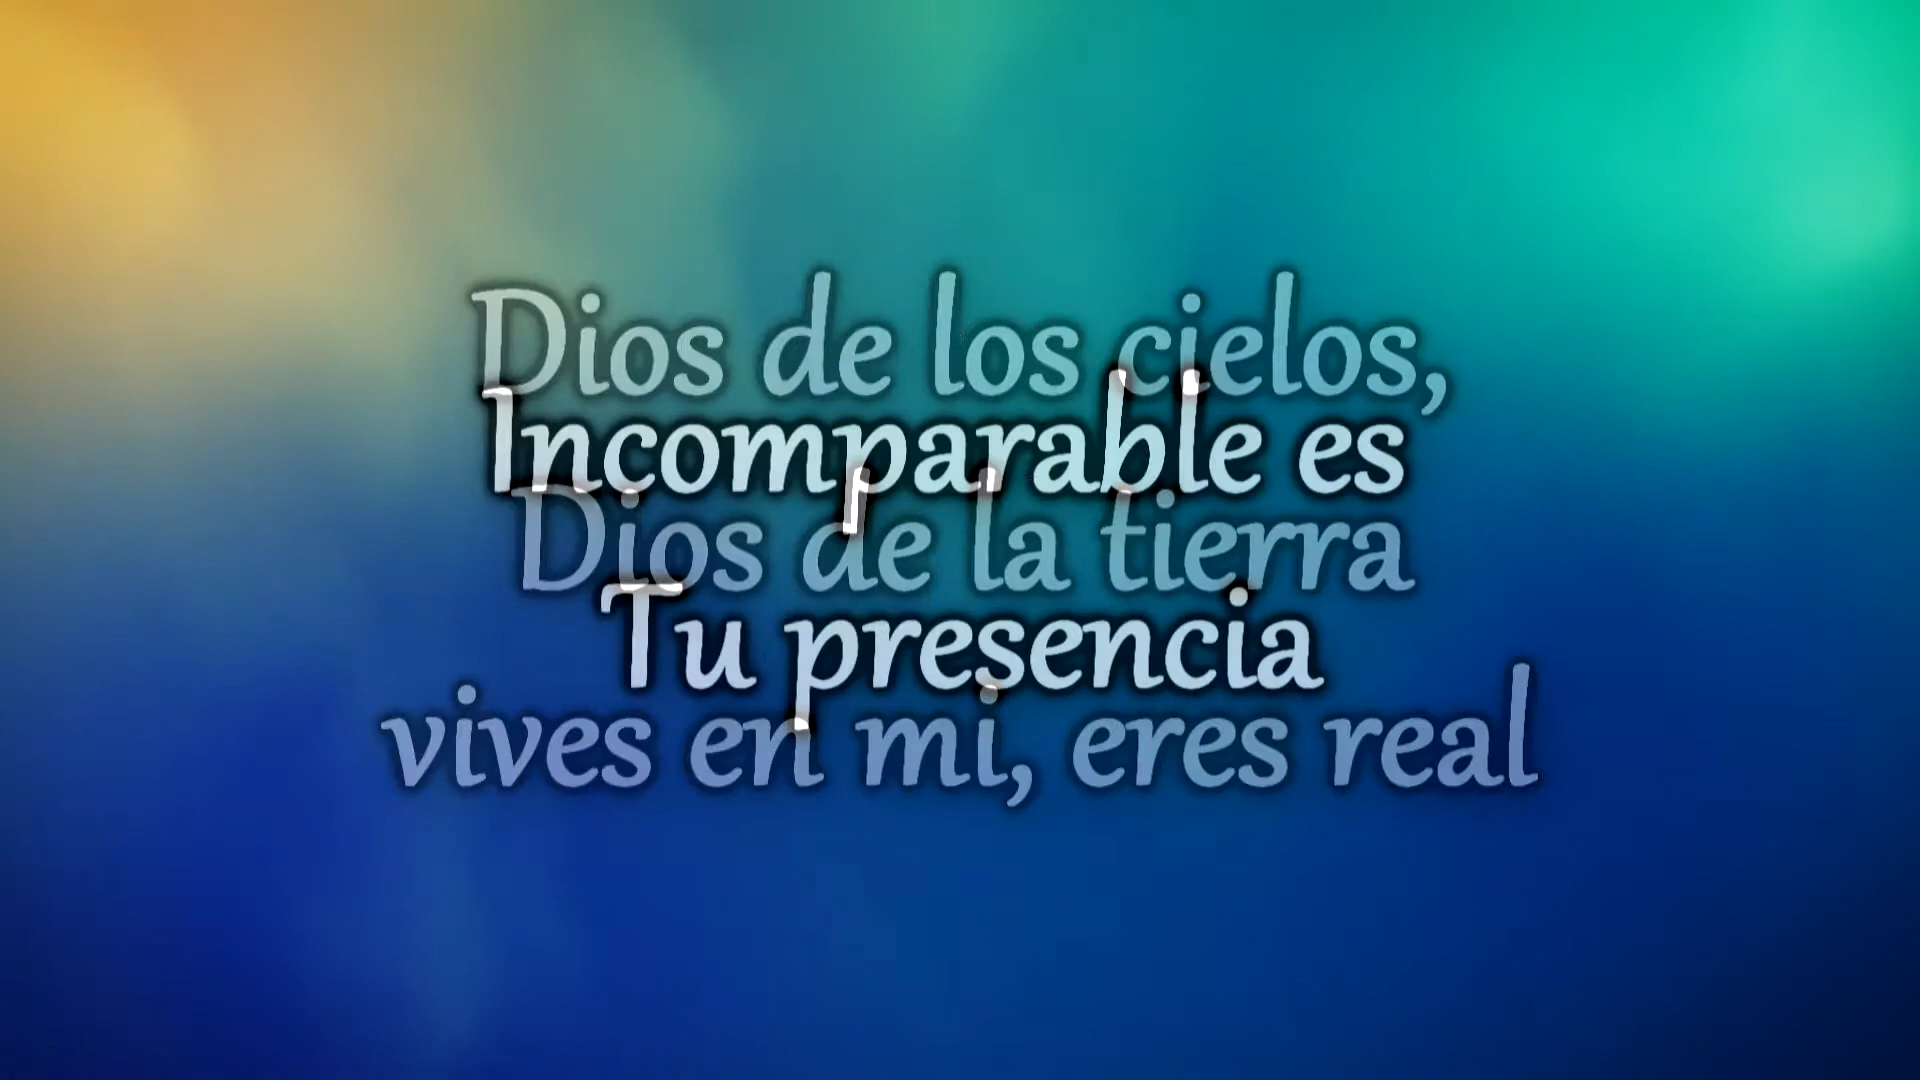 Dios de los cielos,
Incomparable es
Dios de la tierra
Tu presencia
vives en mi, eres real